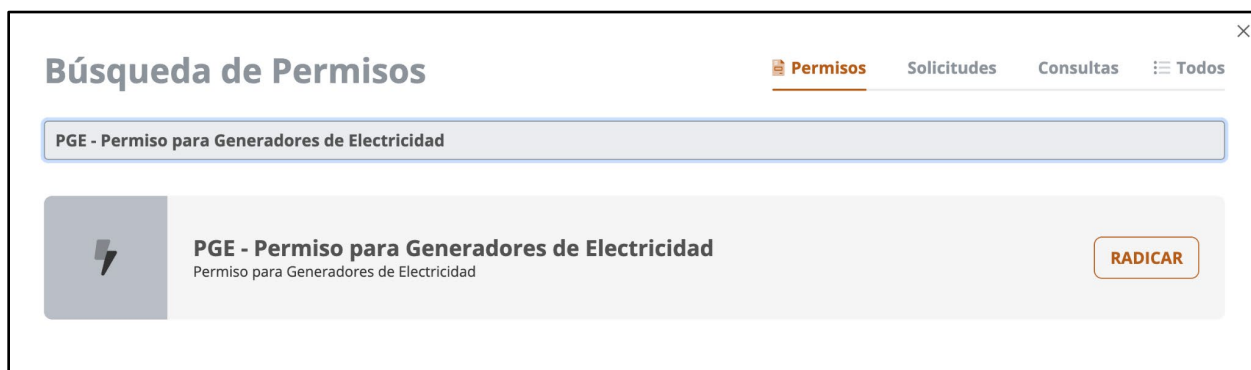 Búsqueda de Permisos
Permisos
Solicitudes
Consultas
Todos
PGE - Permiso para Generadores de Electricidad
PGE - Permiso para Generadores de Electricidad
Permiso para Generadores de Electricidad
RADICAR